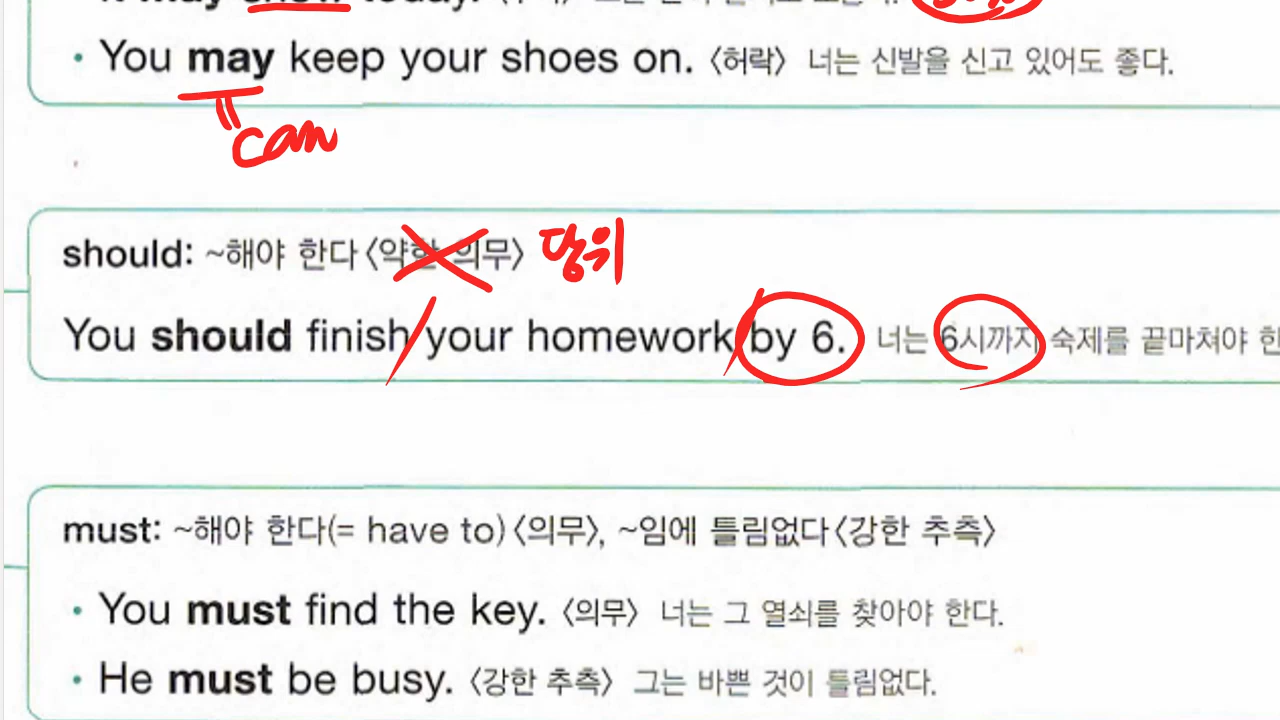 may snow today.
• You may keep your shoes on. 〈허락〉 너는 신발을 신고 있어도 좋다.
can
should: ~해야 한다〈약한 의무〉 당위
You should finish your homework by 6. 너는 6시까지 숙제를 끝마쳐야 한
must: ~해야 한다(= have to)〈의무〉, ~임에 틀림없다〈강한 추측〉
• You must find the key. 〈의무〉 너는 그 열쇠를 찾아야 한다.
• He must be busy. 〈강한 추측〉 그는 바쁜 것이 틀림없다.